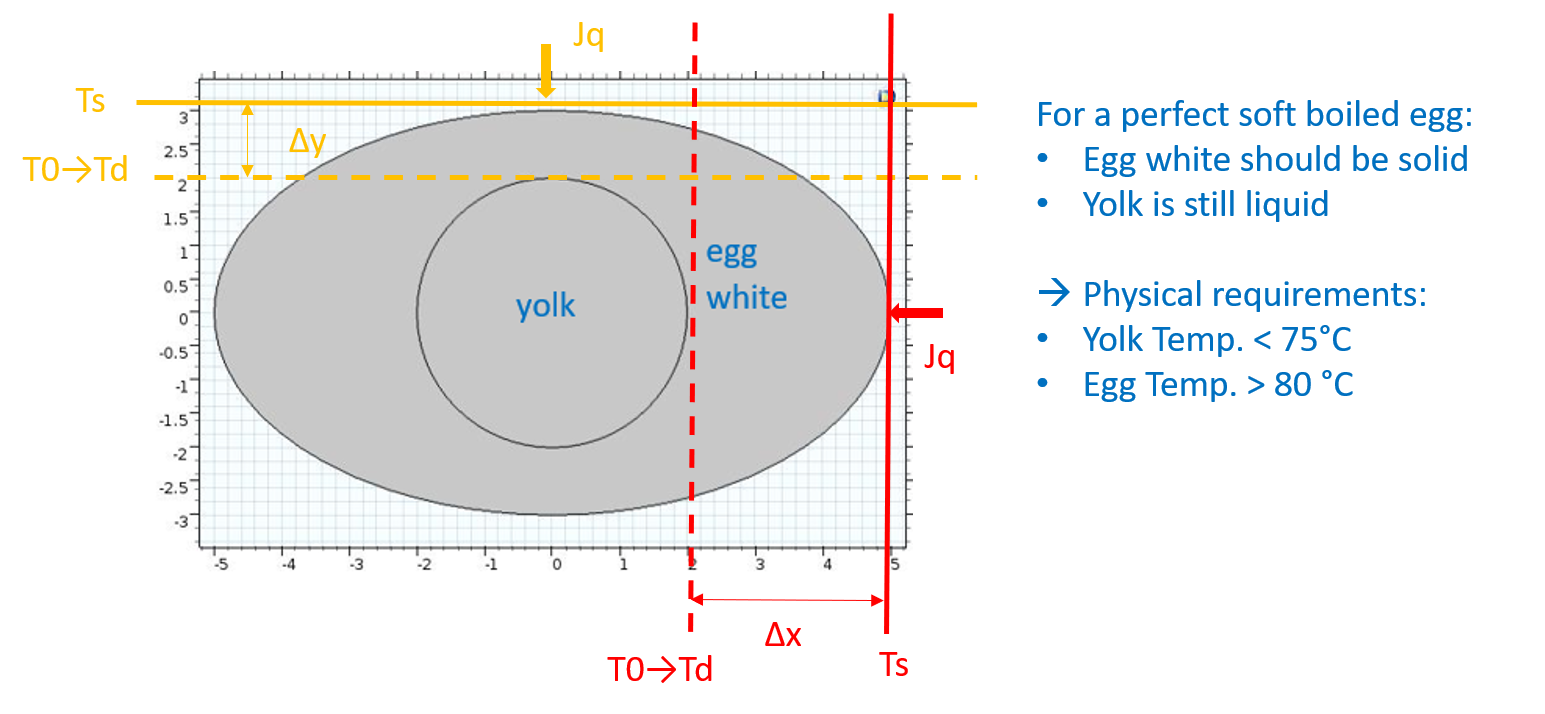 Jq
Ts
Δy
T0→Td
3
2.5
2
1.5
1
0.5
0
-0.5
-1
-1.5
-2
-2.5
-3
yolk
egg
white
Jq
-5 -4 -3 -2 -1 0 1 2 3 4 5
Δx
T0→Td
Ts
For a perfect soft boiled egg:
• Egg white should be solid
• Yolk is still liquid
→ Physical requirements:
• Yolk Temp. < 75°C
• Egg Temp. > 80 °C